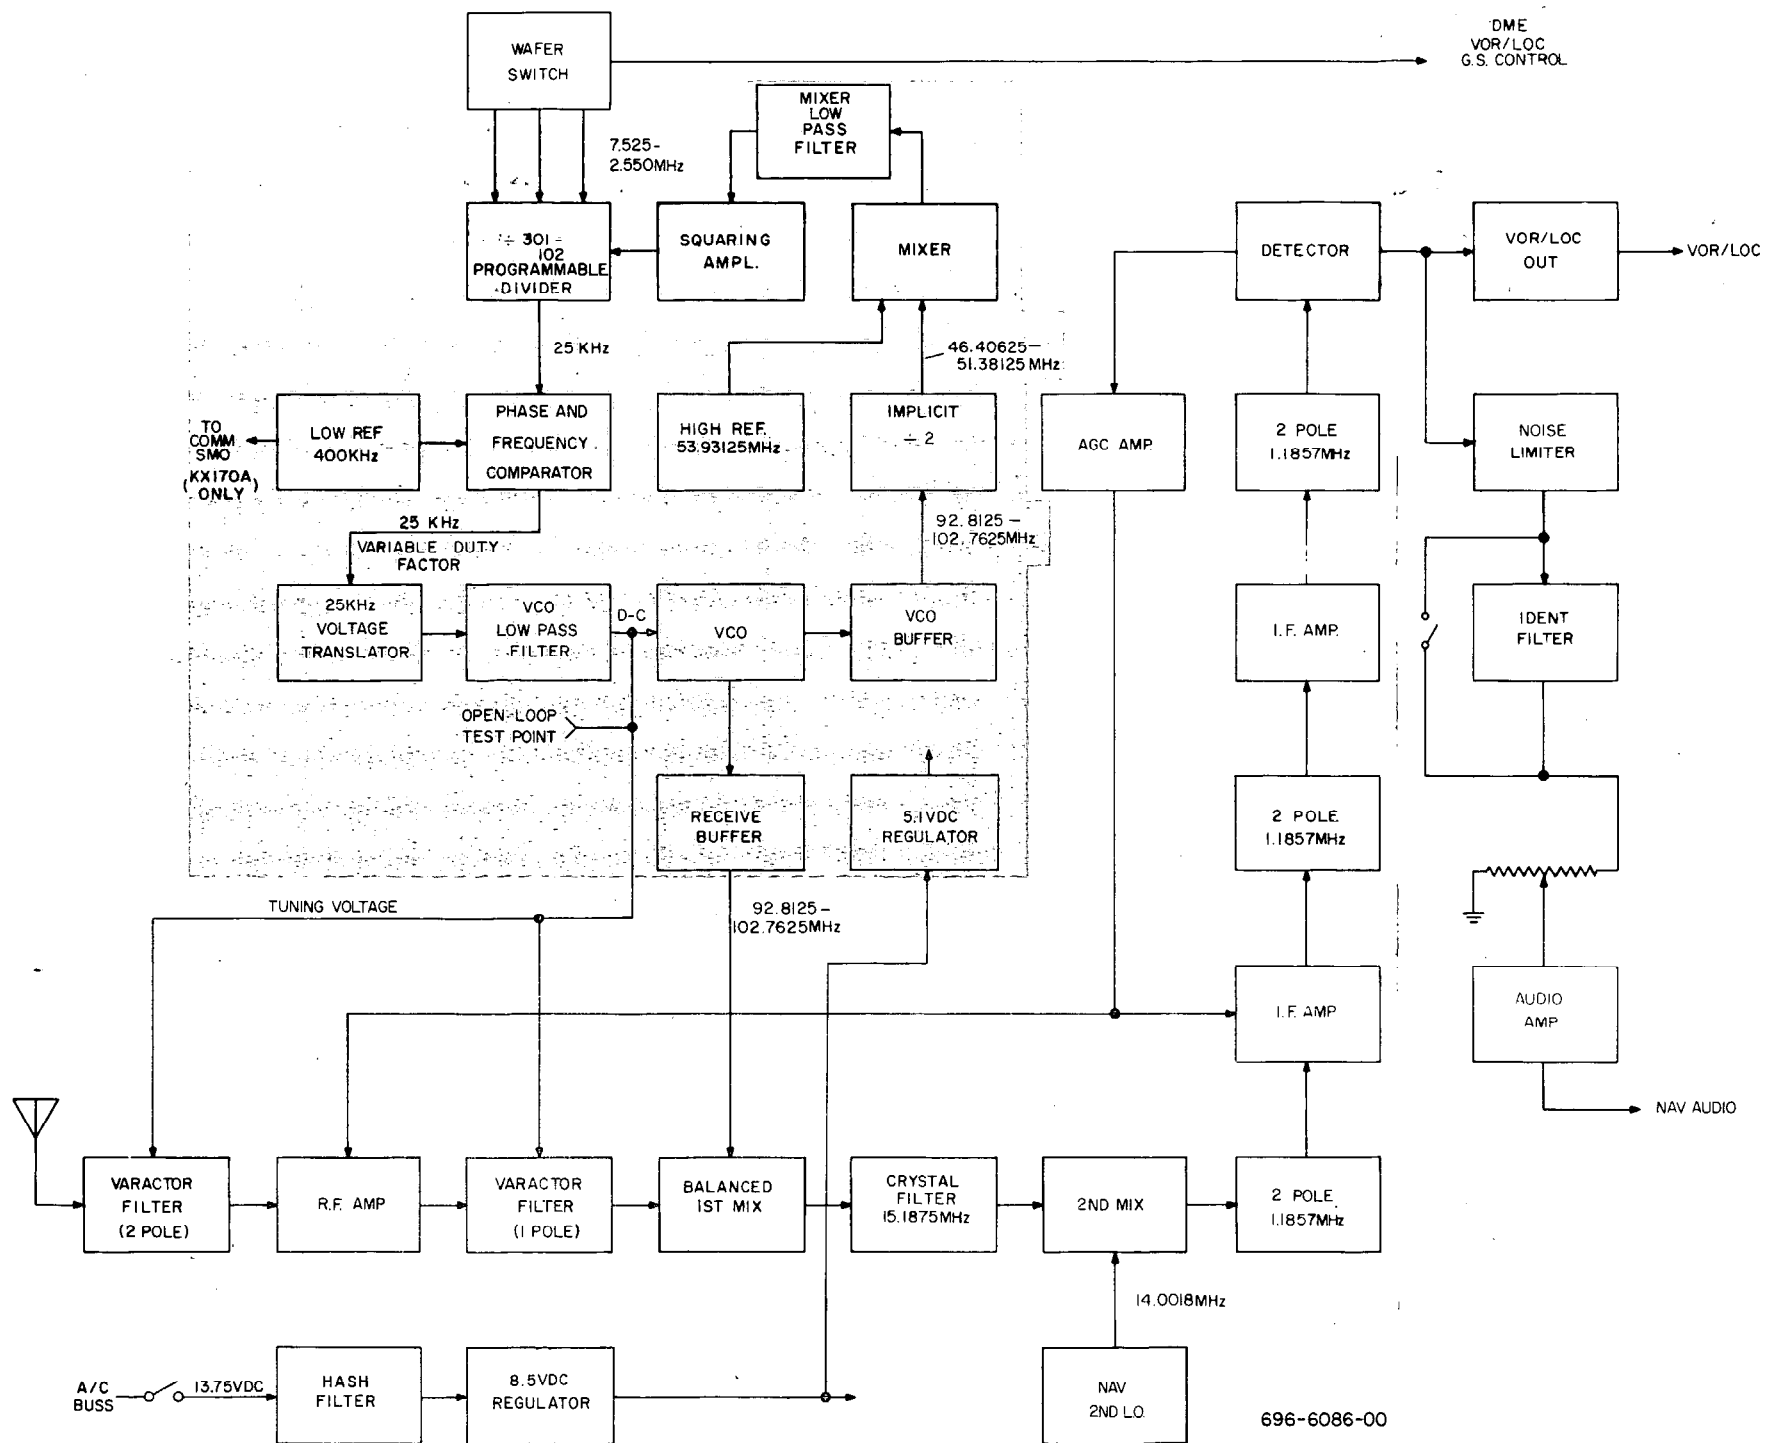 WAFER
SWITCH
DME
VOR/LOC
G.S. CONTROL
MIXER
LOW
PASS
FILTER
7.525-
2.550MHz
÷ 301 -
102
PROGRAMMABLE
DIVIDER
SQUARING
AMPL.
MIXER
DETECTOR
VOR/LOC
OUT
VOR/LOC
25 KHz
46.40625-
51.38125MHz
TO
COMM
SMO
(KX170A)
ONLY
LOW REF
400KHz
PHASE AND
FREQUENCY
COMPARATOR
HIGH REF.
53.93125MHz
IMPLICIT
÷ 2
AGC AMP.
2 POLE
1.1857MHz
NOISE
LIMITER
25 KHz
VARIABLE DUTY
FACTOR
92.8125-
102.7625MHz
25KHz
VOLTAGE
TRANSLATOR
VCO
LOW PASS
FILTER
D-C
VCO
VCO
BUFFER
I.F. AMP.
IDENT
FILTER
OPEN-LOOP
TEST POINT
RECEIVE
BUFFER
5.1VDC
REGULATOR
2 POLE
1.1857MHz
TUNING VOLTAGE
92.8125-
102.7625MHz
I.F. AMP
AUDIO
AMP
NAV AUDIO
VARACTOR
FILTER
(2 POLE)
R.F. AMP
VARACTOR
FILTER
(1 POLE)
BALANCED
1ST MIX
CRYSTAL
FILTER
15.1875MHz
2ND MIX
2 POLE
1.1857MHz
14.0018MHz
A/C
BUSS
13.75VDC
HASH
FILTER
8.5VDC
REGULATOR
NAV
2ND L.O.
696-6086-00